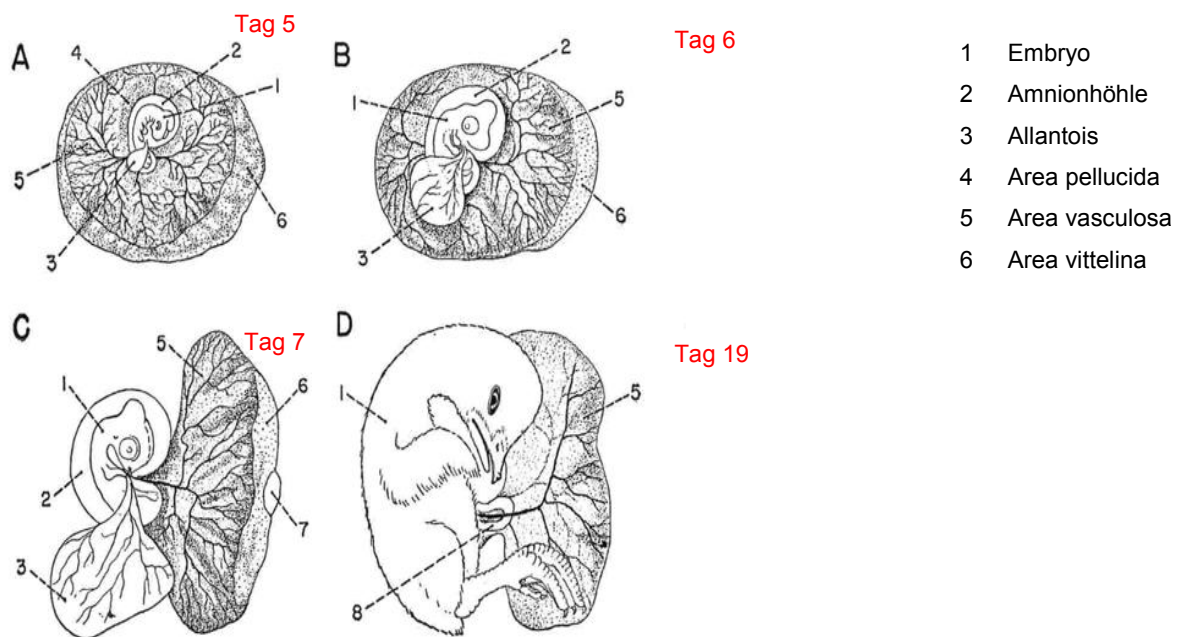 Tag 5
A
4
2
1
5
6
3
Tag 6
B
2
1
5
3
6
1 Embryo
2 Amnionhöhle
3 Allantois
4 Area pellucida
5 Area vasculosa
6 Area vittelina
C
Tag 7
5
1
6
2
3
7
D
Tag 19
1
5
8